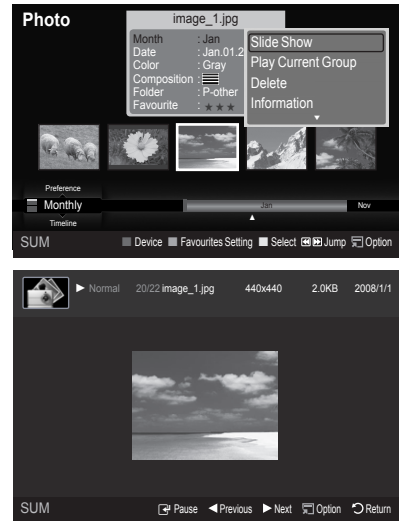 Photo
image_1.jpg
Month : Jan
Date : Jan.01.2
Color : Gray
Composition :
Folder : P-other
Favourite : ★ ★ ★
Slide Show
Play Current Group
Delete
Information
Preference
Monthly
Timeline
Jan
Nov
SUM Device Favourites Setting Select Jump Option
Normal 20/22 image_1.jpg 440x440 2.0KB 2008/1/1
SUM Pause Previous Next Option Return